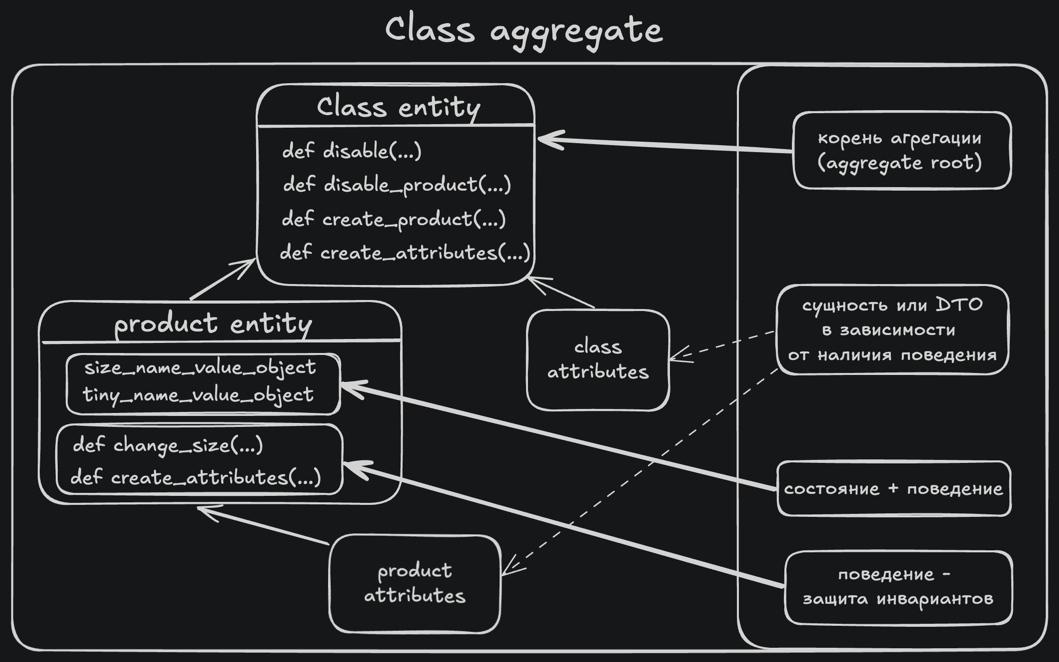 Class aggregate
Class entity
def disable(...)
def disable_product(...)
def create_product(...)
def create_attributes(...)
корень агрегации
(aggregate root)
product entity
size_name_value_object
tiny_name_value_object
def change_size(...)
def create_attributes(...)
class
attributes
сущность или DTO
в зависимости
от наличия поведения
состояние + поведение
product
attributes
поведение -
защита инвариантов